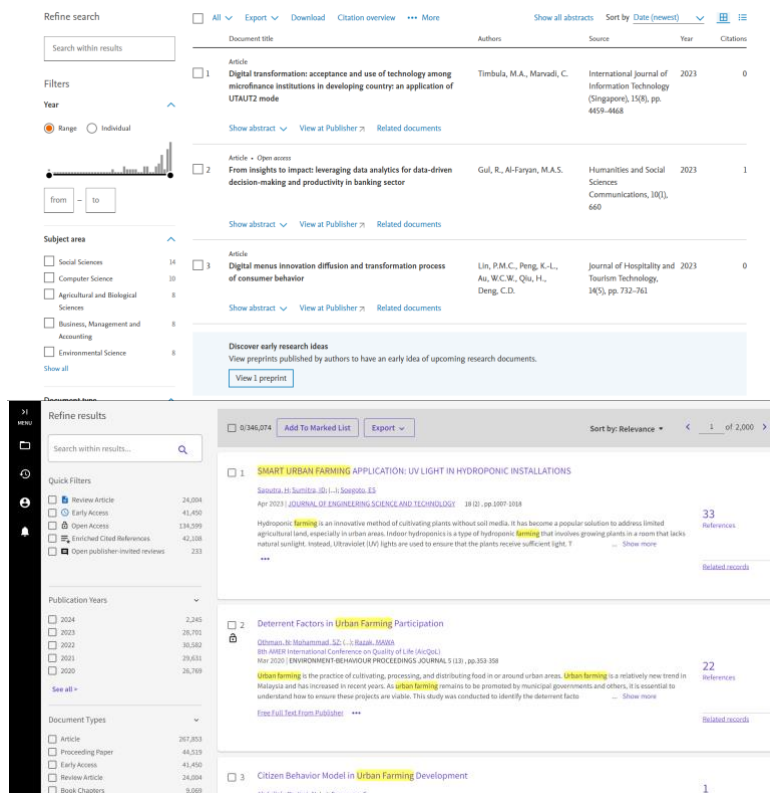 Refine search
All Export Download Citation overview ••• More Show all abstracts Sort by Date (newest)
Document title Authors Source Year Citations
Search within results
Filters
Year
Range Individual
from – to
Subject area
Social Sciences 14
Computer Science 10
Agricultural and Biological 8
Sciences
Business, Management and 8
Accounting
Environmental Science 8
Show all
Document type
Article
1 Digital transformation: acceptance and use of technology among Timbula, M.A., Marvadi, C. International Journal of 2023 0
microfinance institutions in developing country: an application of Information Technology
UTAUT2 mode (Singapore), 15(8), pp.
4459–4468
Show abstract View at Publisher Related documents
Article • Open access
2 From insights to impact: leveraging data analytics for data-driven Gul, R., Al-Faryan, M.A.S. Humanities and Social 2023 1
decision-making and productivity in banking sector Sciences
Communications, 10(1),
660
Show abstract View at Publisher Related documents
Article
3 Digital menus innovation diffusion and transformation process Lin, P.M.C., Peng, K.-L., Journal of Hospitality and 2023 0
of consumer behavior Au, W.C.W., Qiu, H., Tourism Technology,
Deng, C.D. 14(5), pp. 732–761
Show abstract View at Publisher Related documents
Discover early research ideas
View preprints published by authors to have an early idea of upcoming research documents.
View 1 preprint
MENU
Refine results
Search within results...
Quick Filters
Review Article 24,004
Early Access 41,450
Open Access 134,599
Enriched Cited References 42,108
Open publisher-invited reviews 233
Publication Years
2024 2,245
2023 28,701
2022 30,582
2021 29,631
2020 26,769
See all >
Document Types
Article 267,853
Proceeding Paper 44,519
Early Access 41,450
Review Article 24,004
Book Chapters 9,069
0/346,074 Add To Marked List Export Sort by: Relevance < 1 of 2,000 >
1 SMART URBAN FARMING APPLICATION: UV LIGHT IN HYDROPONIC INSTALLATIONS
Saputra, H; Sumitra, ID; (...); Soegoto, ES
Apr 2023 | JOURNAL OF ENGINEERING SCIENCE AND TECHNOLOGY 18 (2) , pp.1007-1018
Hydroponic farming is an innovative method of cultivating plants without soil media. It has become a popular solution to address limited
agricultural land, especially in urban areas. Indoor hydroponics is a type of hydroponic farming that involves growing plants in a room that lacks
natural sunlight. Instead, Ultraviolet (UV) lights are used to ensure that the plants receive sufficient light. T ... Show more
•••
33
References
Related records
2 Deterrent Factors in Urban Farming Participation
Othman, N; Mohammad, SZ; (...); Razak, MAWA
8th AMER International Conference on Quality of Life (AicQoL)
Mar 2020 | ENVIRONMENT-BEHAVIOUR PROCEEDINGS JOURNAL 5 (13) , pp.353-358
Urban farming is the practice of cultivating, processing, and distributing food in or around urban areas. Urban farming is a relatively new trend in
Malaysia and has increased in recent years. As urban farming remains to be promoted by municipal governments and others, it is essential to
understand how to ensure these projects are viable. This study was conducted to identify the deterrent facto ... Show more
Free Full Text From Publisher •••
22
References
Related records
3 Citizen Behavior Model in Urban Farming Development
1